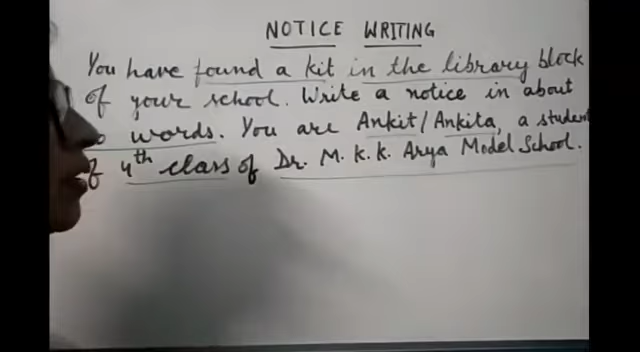 NOTICE WRITING
You have found a kit in the library block
of your school. Write a notice in about
words. You are Ankit/Ankita, a student
of 4th class of Dr. M. K. K. Arya Model School.